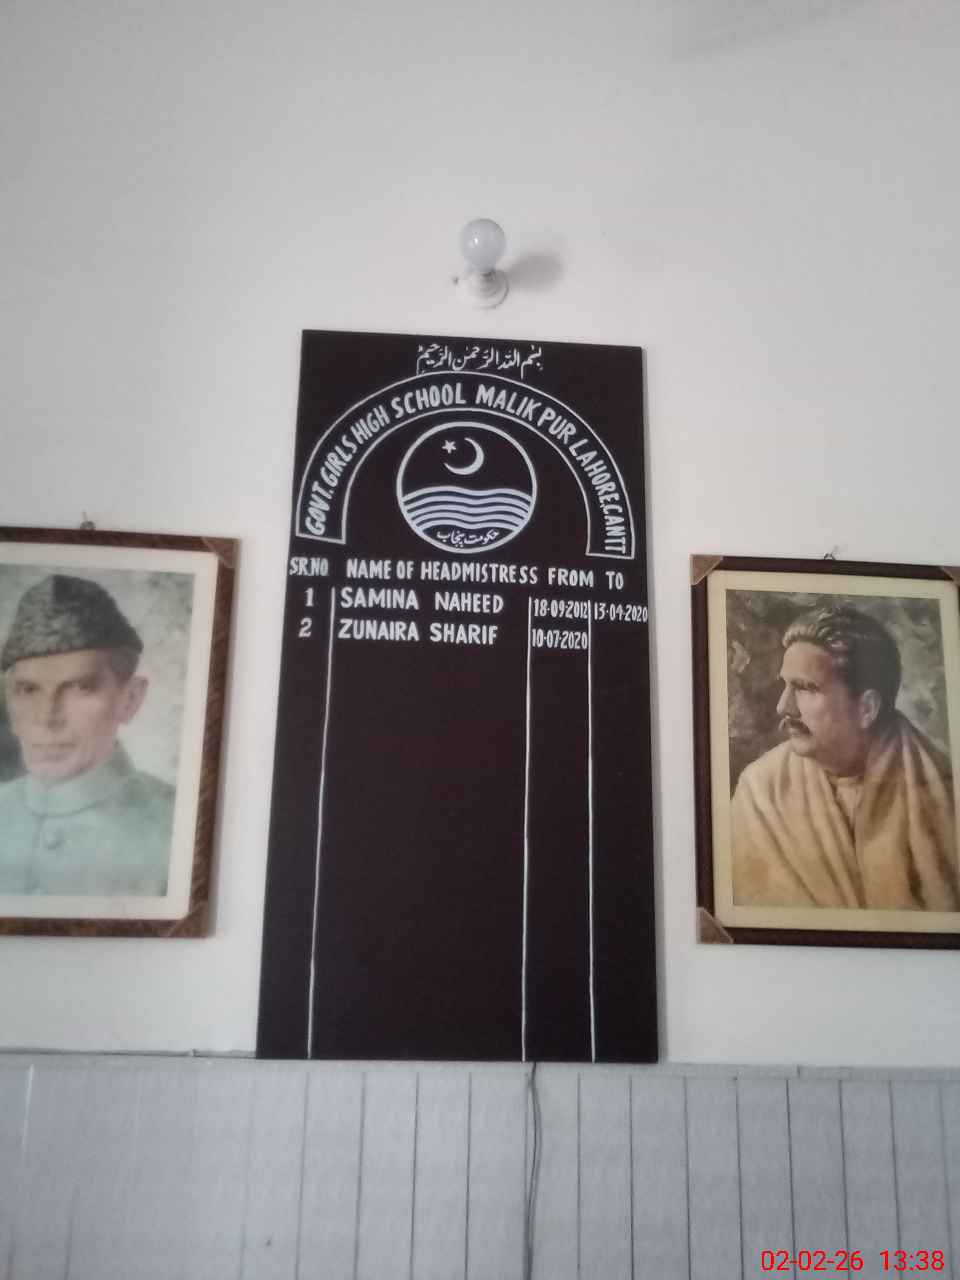 بسم اللہ الرحمن الرحیم
GOVT. GIRLS HIGH SCHOOL MALIK PUR LAHORE.CANTT
حکومت پنجاب
SR.NO NAME OF HEADMISTRESS FROM TO
1 SAMINA NAHEED 18-09-2012 13-04-2020
2 ZUNAIRA SHARIF 10-07-2020
02-02-26 13:38